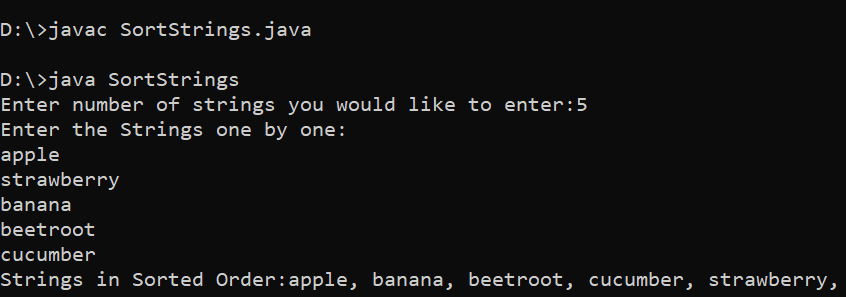 D:\>javac SortStrings.java
D:\>java SortStrings
Enter number of strings you would like to enter:5
Enter the Strings one by one:
apple
strawberry
banana
beetroot
cucumber
Strings in Sorted Order:apple, banana, beetroot, cucumber, strawberry,